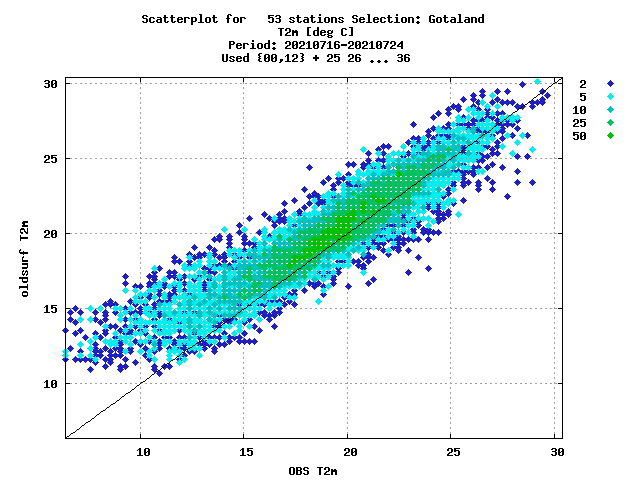 Scatterplot for 53 stations Selection: Gotaland
T2m [deg C]
Period: 20210716-20210724
Used {00,12} + 25 26 ... 36
30
25
20
15
10
oldsurf T2m
10 15 20 25 30
OBS T2m
2
5
10
25
50